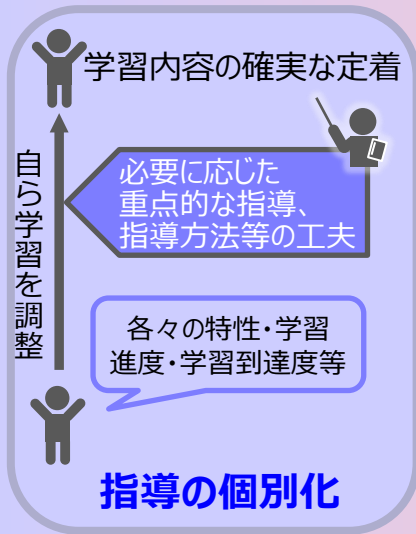 学習内容の確実な定着
必要に応じた
重点的な指導、
指導方法等の工夫
自ら学習を調整
各々の特性・学習
進度・学習到達度等
指導の個別化